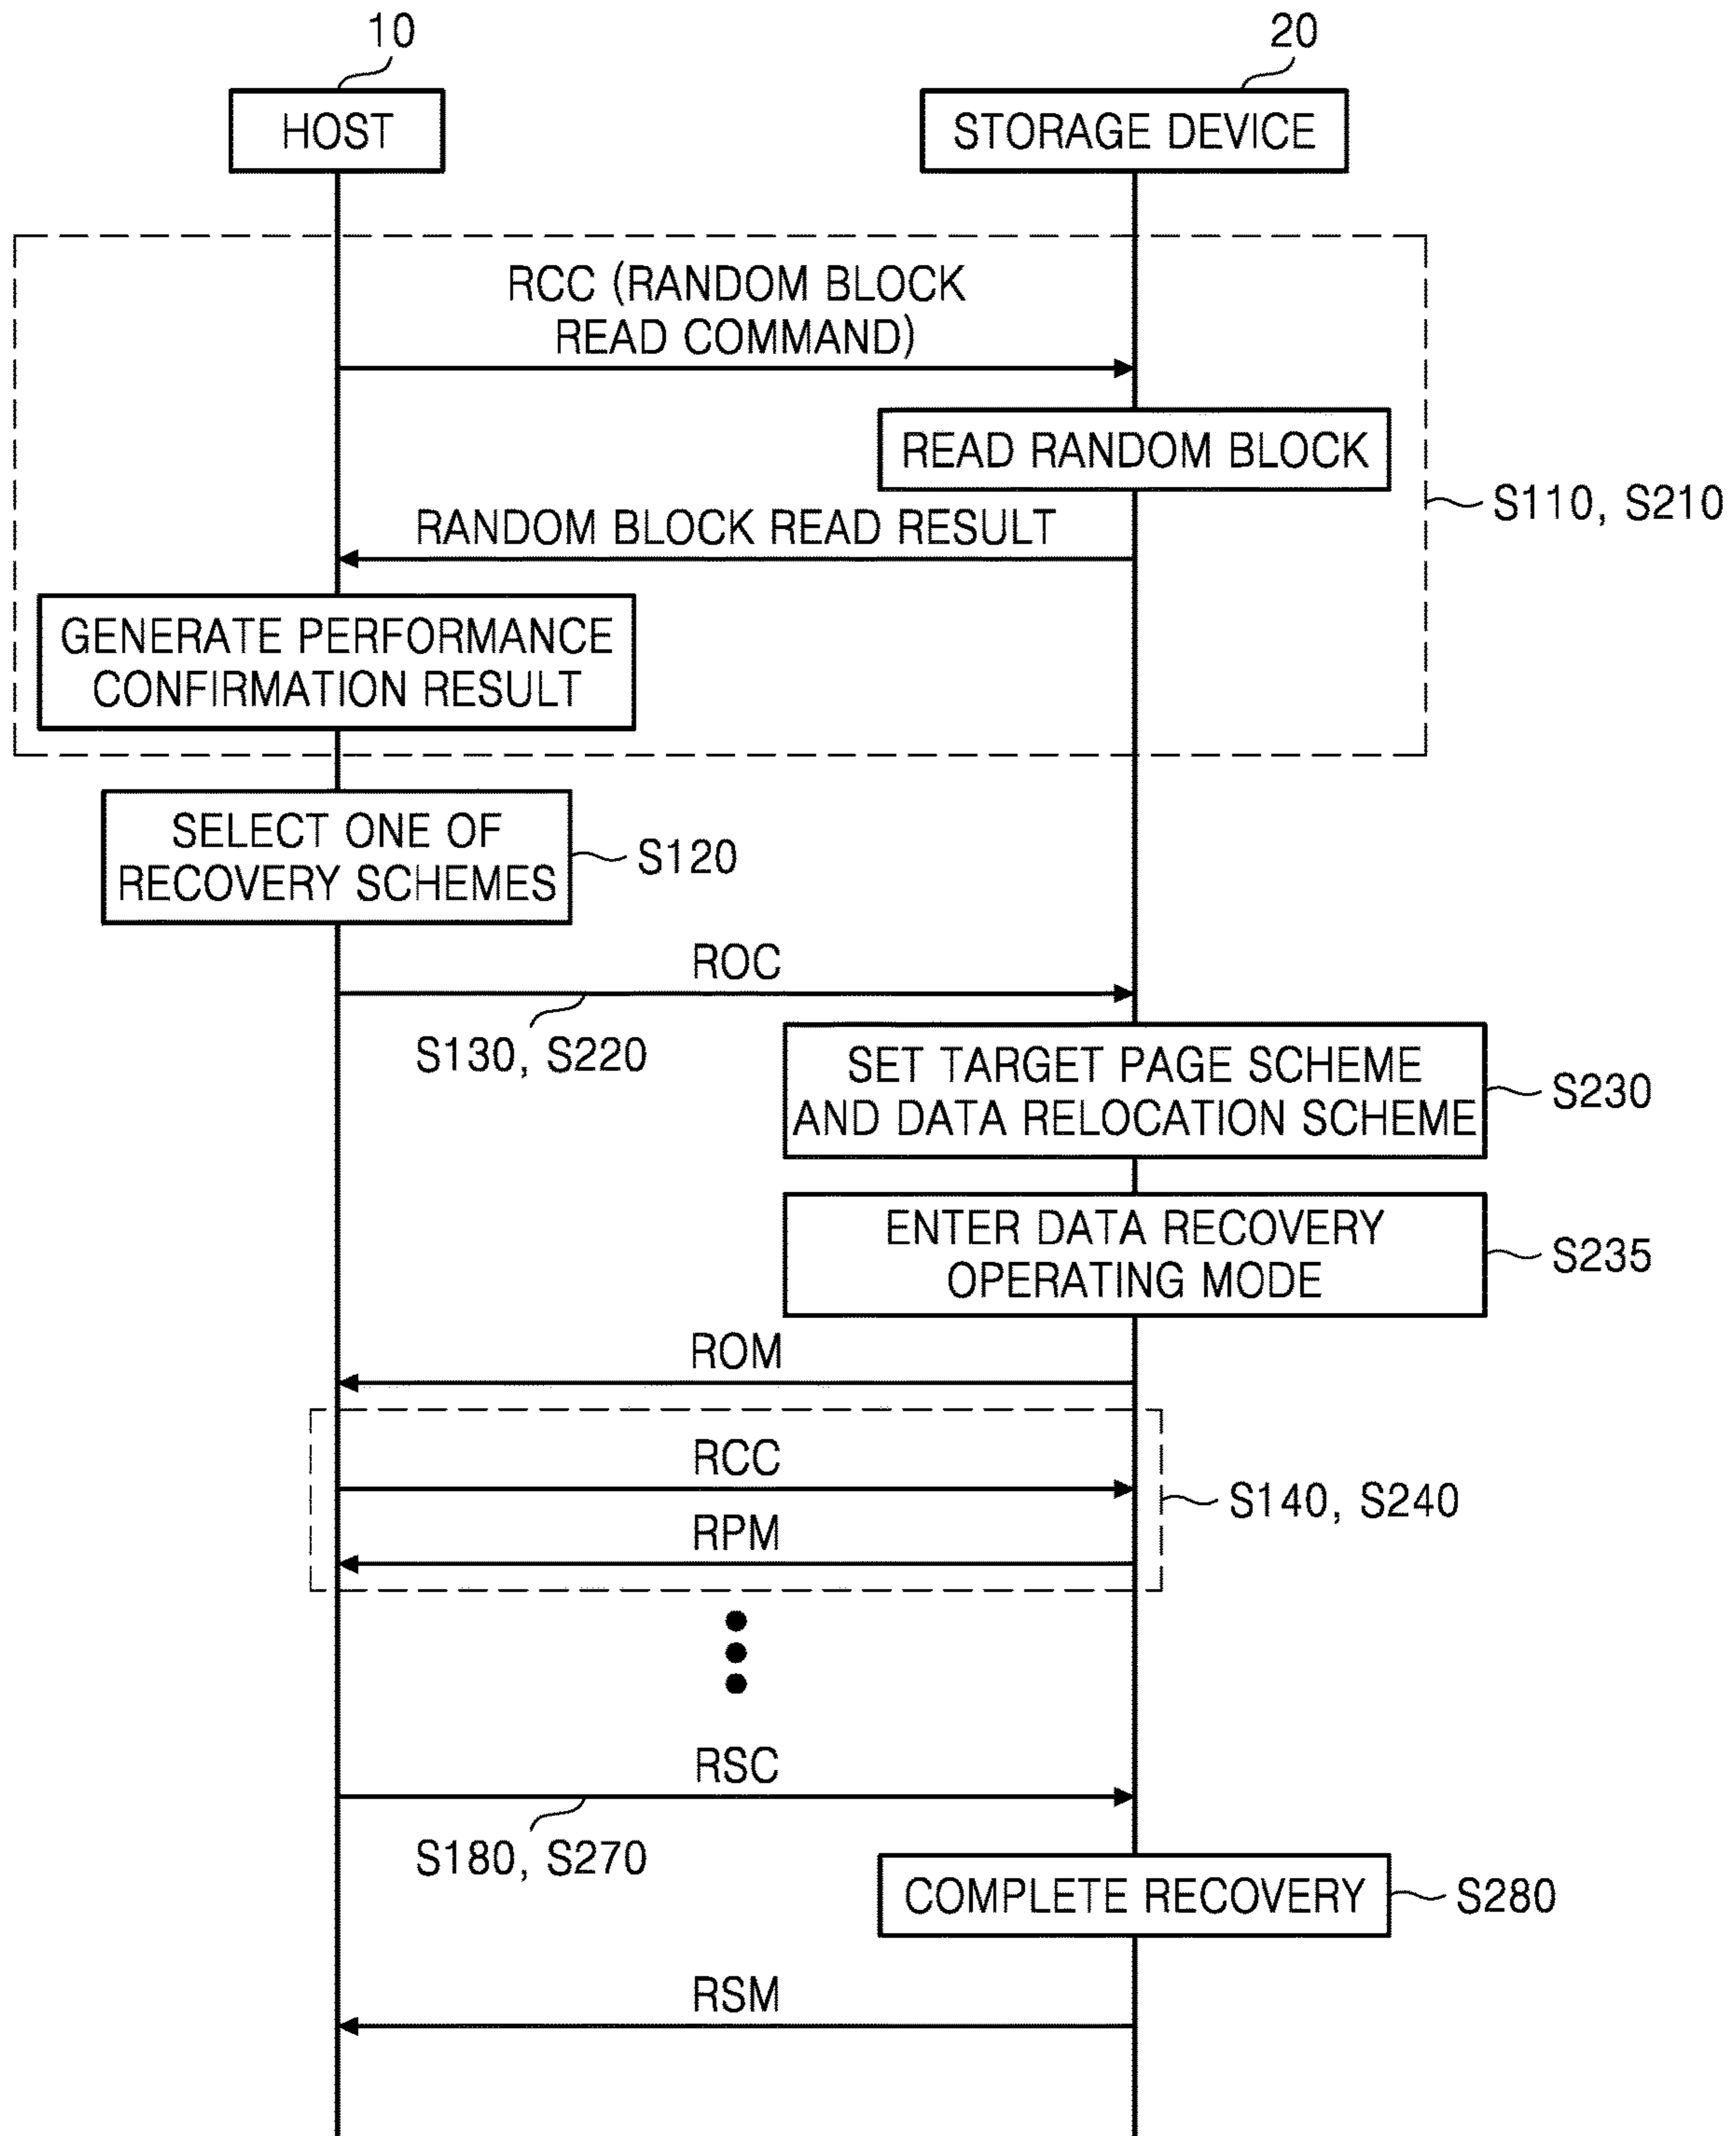 10
20
HOST
STORAGE DEVICE
RCC (RANDOM BLOCK
READ COMMAND)
READ RANDOM BLOCK
S110, S210
RANDOM BLOCK READ RESULT
GENERATE PERFORMANCE
CONFIRMATION RESULT
SELECT ONE OF
RECOVERY SCHEMES
S120
ROC
S130, S220
SET TARGET PAGE SCHEME
AND DATA RELOCATION SCHEME
S230
ENTER DATA RECOVERY
OPERATING MODE
S235
ROM
RCC
RPM
S140, S240
RSC
S180, S270
COMPLETE RECOVERY
S280
RSM